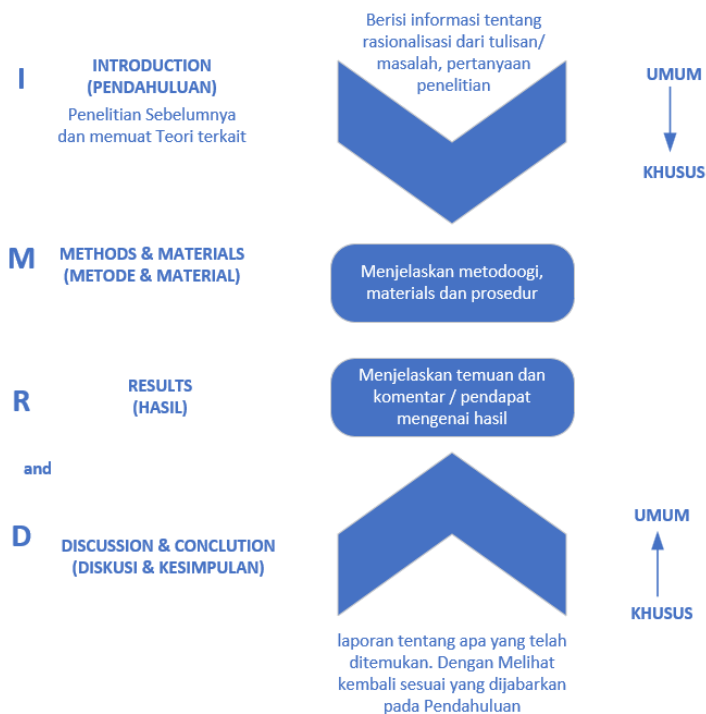 Berisi informasi tentang
rasionalisasi dari tulisan/
masalah, pertanyaan
penelitian
I
INTRODUCTION
(PENDAHULUAN)
Penelitian Sebelumnya
dan memuat Teori terkait
UMUM
KHUSUS
M
METHODS & MATERIALS
(METODE & MATERIAL)
Menjelaskan metodoogi,
materials dan prosedur
R
RESULTS
(HASIL)
Menjelaskan temuan dan
komentar / pendapat
mengenai hasil
and
D
DISCUSSION & CONCLUTION
(DISKUSI & KESIMPULAN)
UMUM
KHUSUS
laporan tentang apa yang telah
ditemukan. Dengan Melihat
kembali sesuai yang dijabarkan
pada Pendahuluan